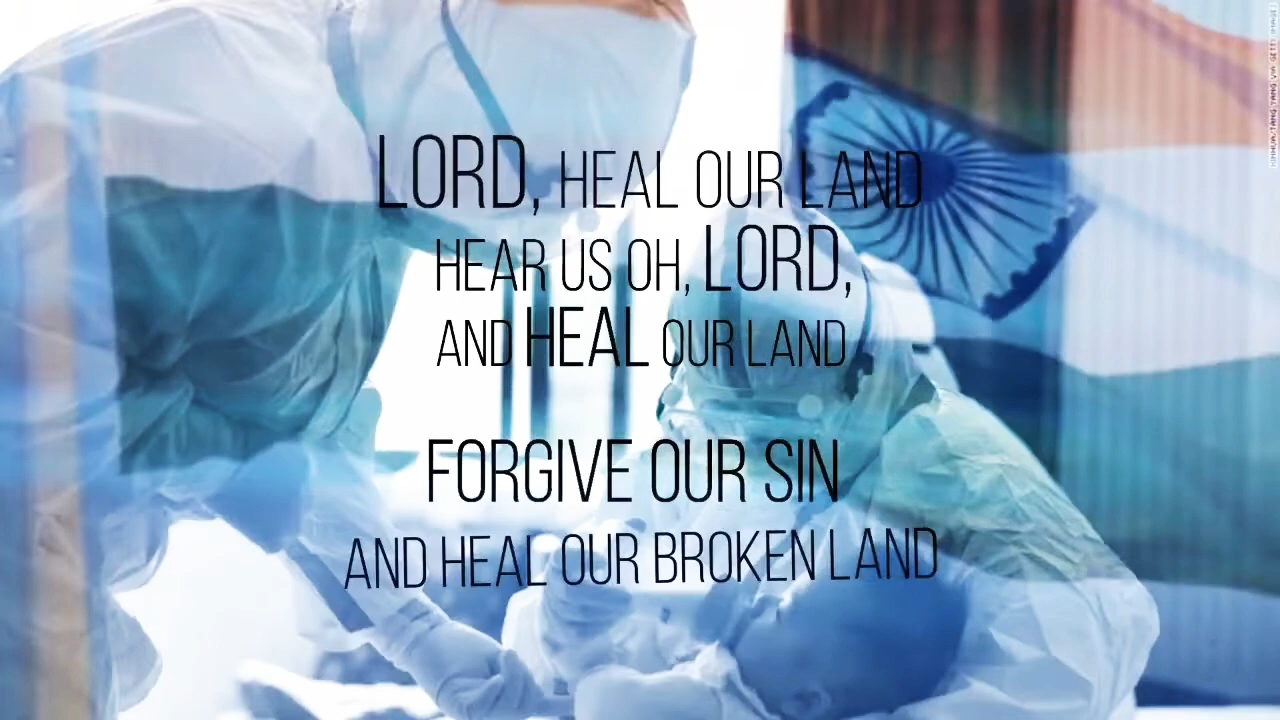 LORD, HEAL OUR LAND
HEAR US OH, LORD,
AND HEAL OUR LAND
FORGIVE OUR SIN
AND HEAL OUR BROKEN LAND